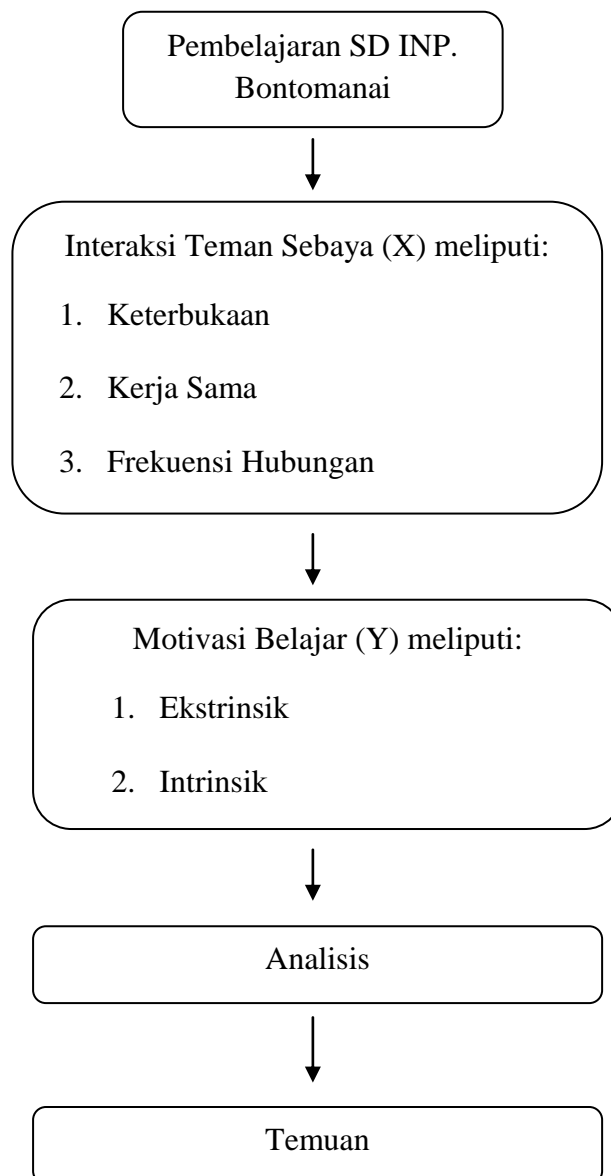 Pembelajaran SD INP.
Bontomanai
Interaksi Teman Sebaya (X) meliputi:
1. Keterbukaan
2. Kerja Sama
3. Frekuensi Hubungan
Motivasi Belajar (Y) meliputi:
1. Ekstrinsik
2. Intrinsik
Analisis
Temuan